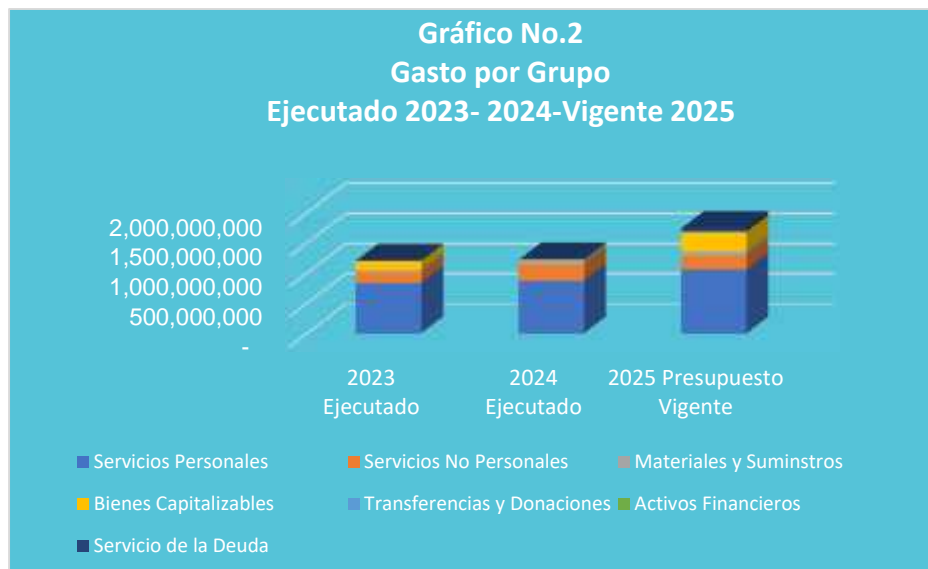 Gráfico No.2
Gasto por Grupo
Ejecutado 2023- 2024-Vigente 2025
2,000,000,000
1,500,000,000
1,000,000,000
500,000,000
-
2023
Ejecutado
2024
Ejecutado
2025 Presupuesto
Vigente
Servicios Personales
Servicios No Personales
Materiales y Suminstros
Bienes Capitalizables
Transferencias y Donaciones
Activos Financieros
Servicio de la Deuda